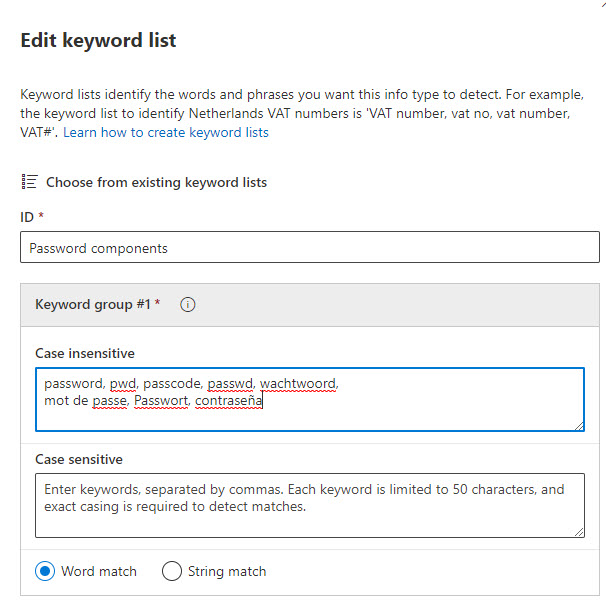 Edit keyword list
Keyword lists identify the words and phrases you want this info type to detect. For example,
the keyword list to identify Netherlands VAT numbers is 'VAT number, vat no, vat number,
VAT#'. Learn how to create keyword lists
Choose from existing keyword lists
ID *
Password components
Keyword group #1 *
Case insensitive
password, pwd, passcode, passwd, wachtwoord,
mot de passe, Passwort, contraseña
Case sensitive
Enter keywords, separated by commas. Each keyword is limited to 50 characters, and
exact casing is required to detect matches.
Word match String match